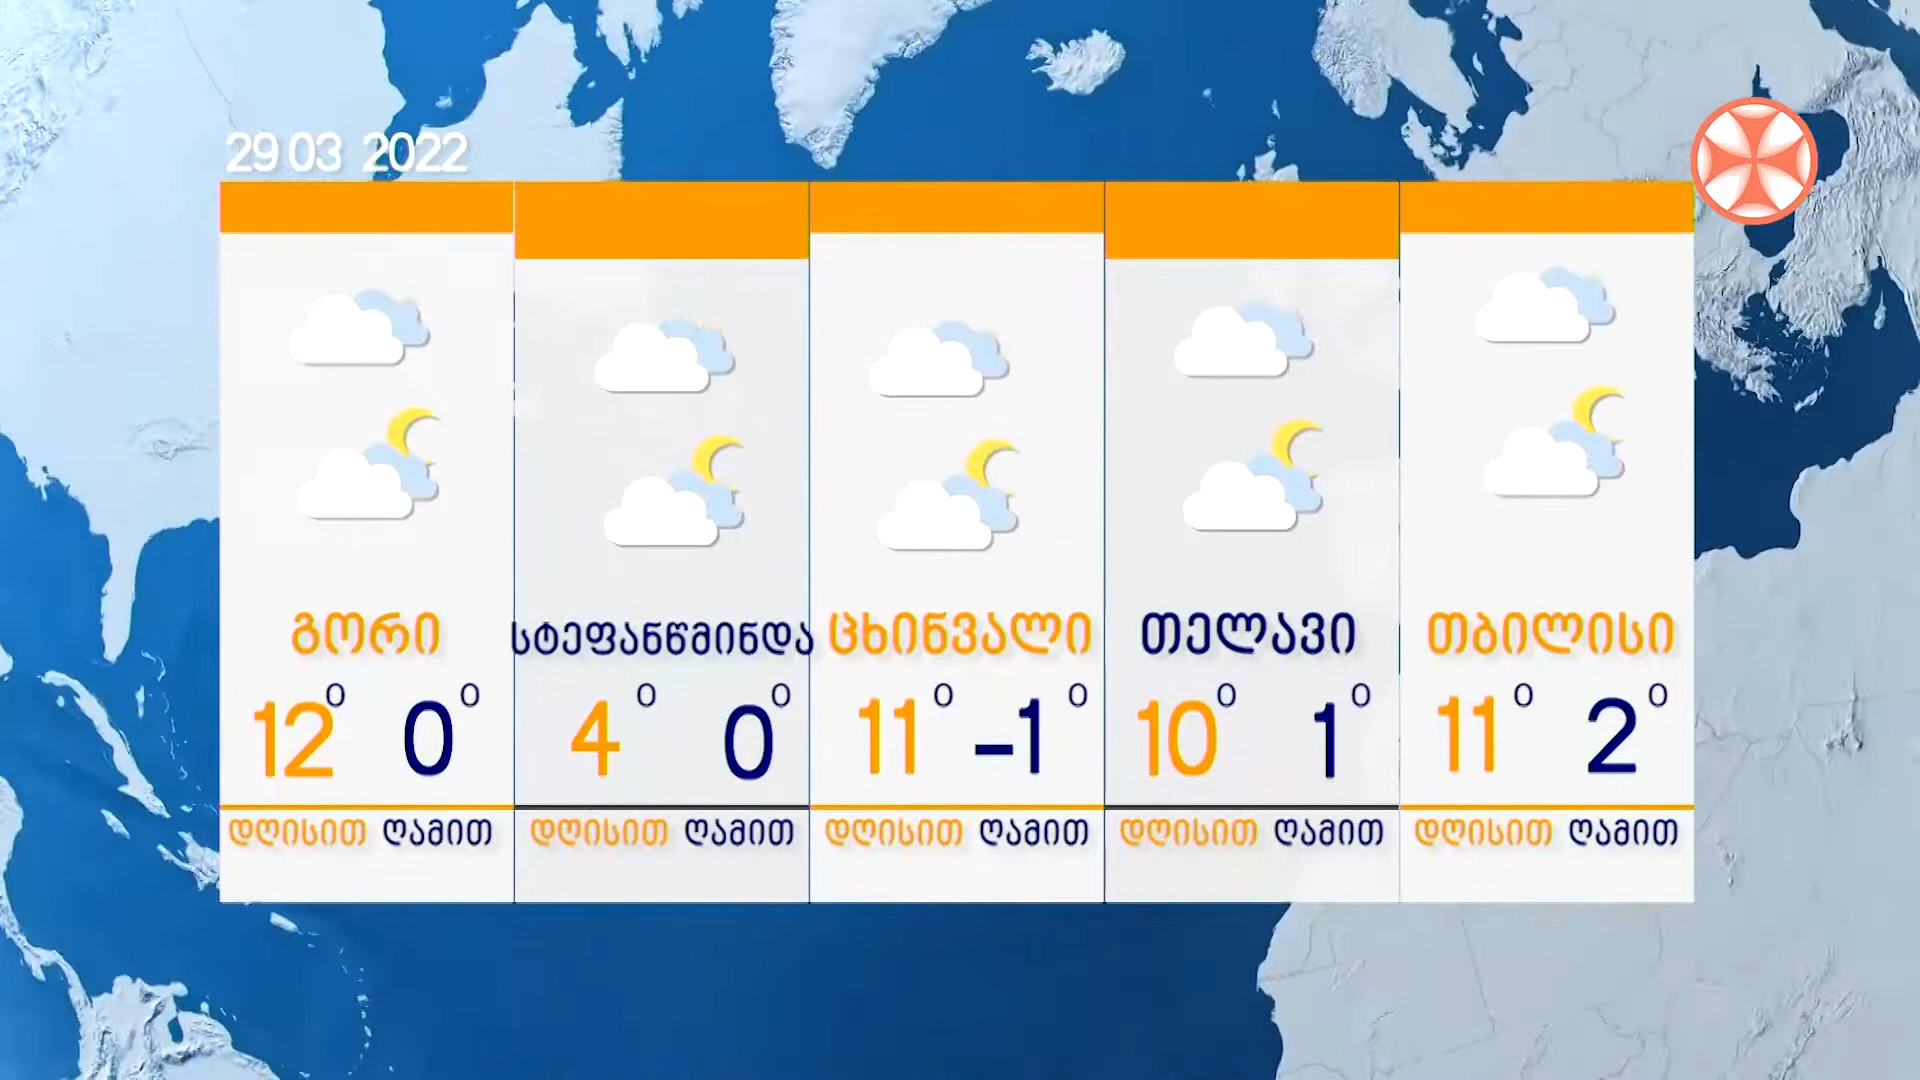 29 03 2022
გორი
12° 0°
დღისით ღამით
სტეფანწმინდა
4° 0°
დღისით ღამით
ცხინვალი
11° -1°
დღისით ღამით
თელავი
10° 1°
დღისით ღამით
თბილისი
11° 2°
დღისით ღამით